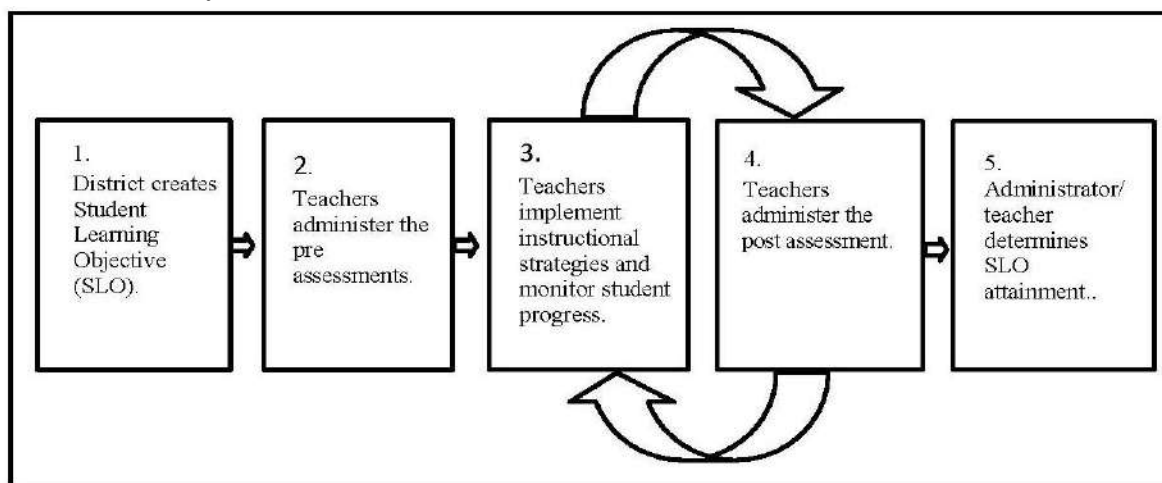 1.
District creates
Student
Learning
Objective
(SLO).
2.
Teachers
administer the
pre
assessments.
3.
Teachers
implement
instructional
strategies and
monitor student
progress.
4.
Teachers
administer the
post assessment.
5.
Administrator/
teacher
determines
SLO
attainment..